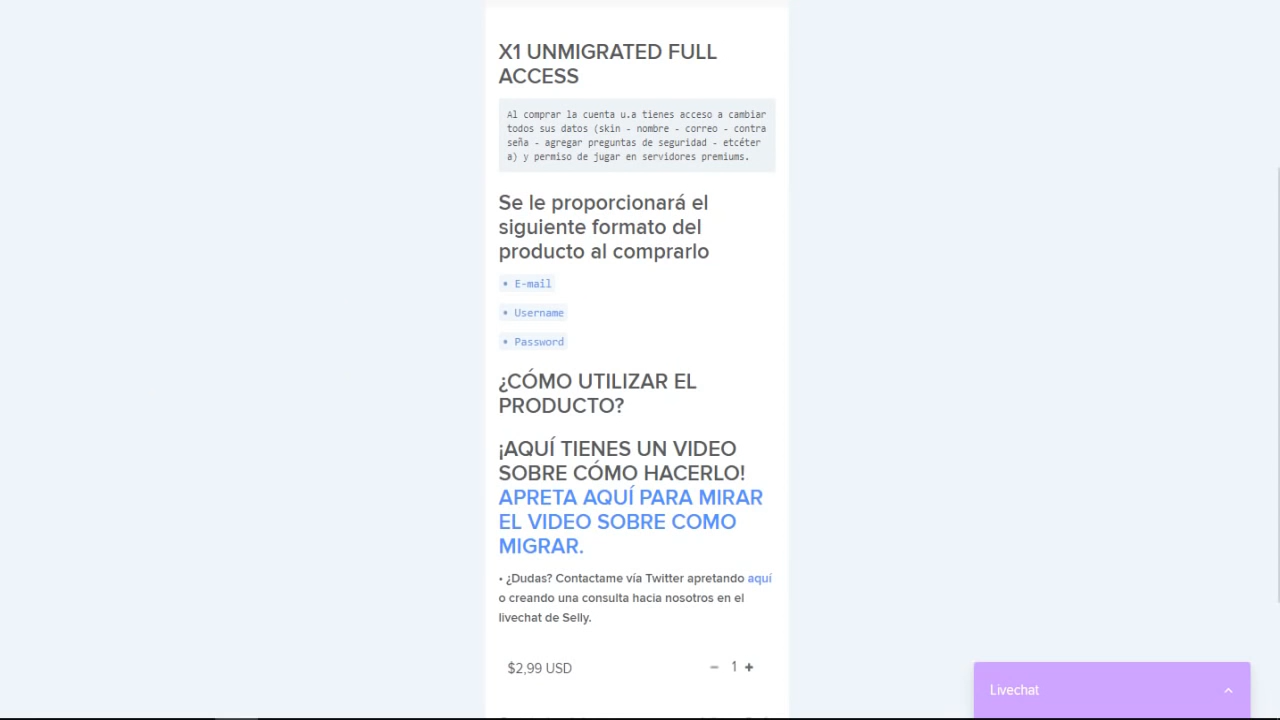 X1 UNMIGRATED FULL
ACCESS
Al comprar la cuenta u.a tienes acceso a cambiar
todos sus datos (skin - nombre - correo - contra
seña - agregar preguntas de seguridad - etcéter
a) y permiso de jugar en servidores premiums.
Se le proporcionará el
siguiente formato del
producto al comprarlo
• E-mail
• Username
• Password
¿CÓMO UTILIZAR EL
PRODUCTO?
¡AQUÍ TIENES UN VIDEO
SOBRE CÓMO HACERLO!
APRETA AQUÍ PARA MIRAR
EL VIDEO SOBRE COMO
MIGRAR.
• ¿Dudas? Contactame vía Twitter apretando aquí
o creando una consulta hacia nosotros en el
livechat de Selly.
$2,99 USD
− 1 +
Livechat